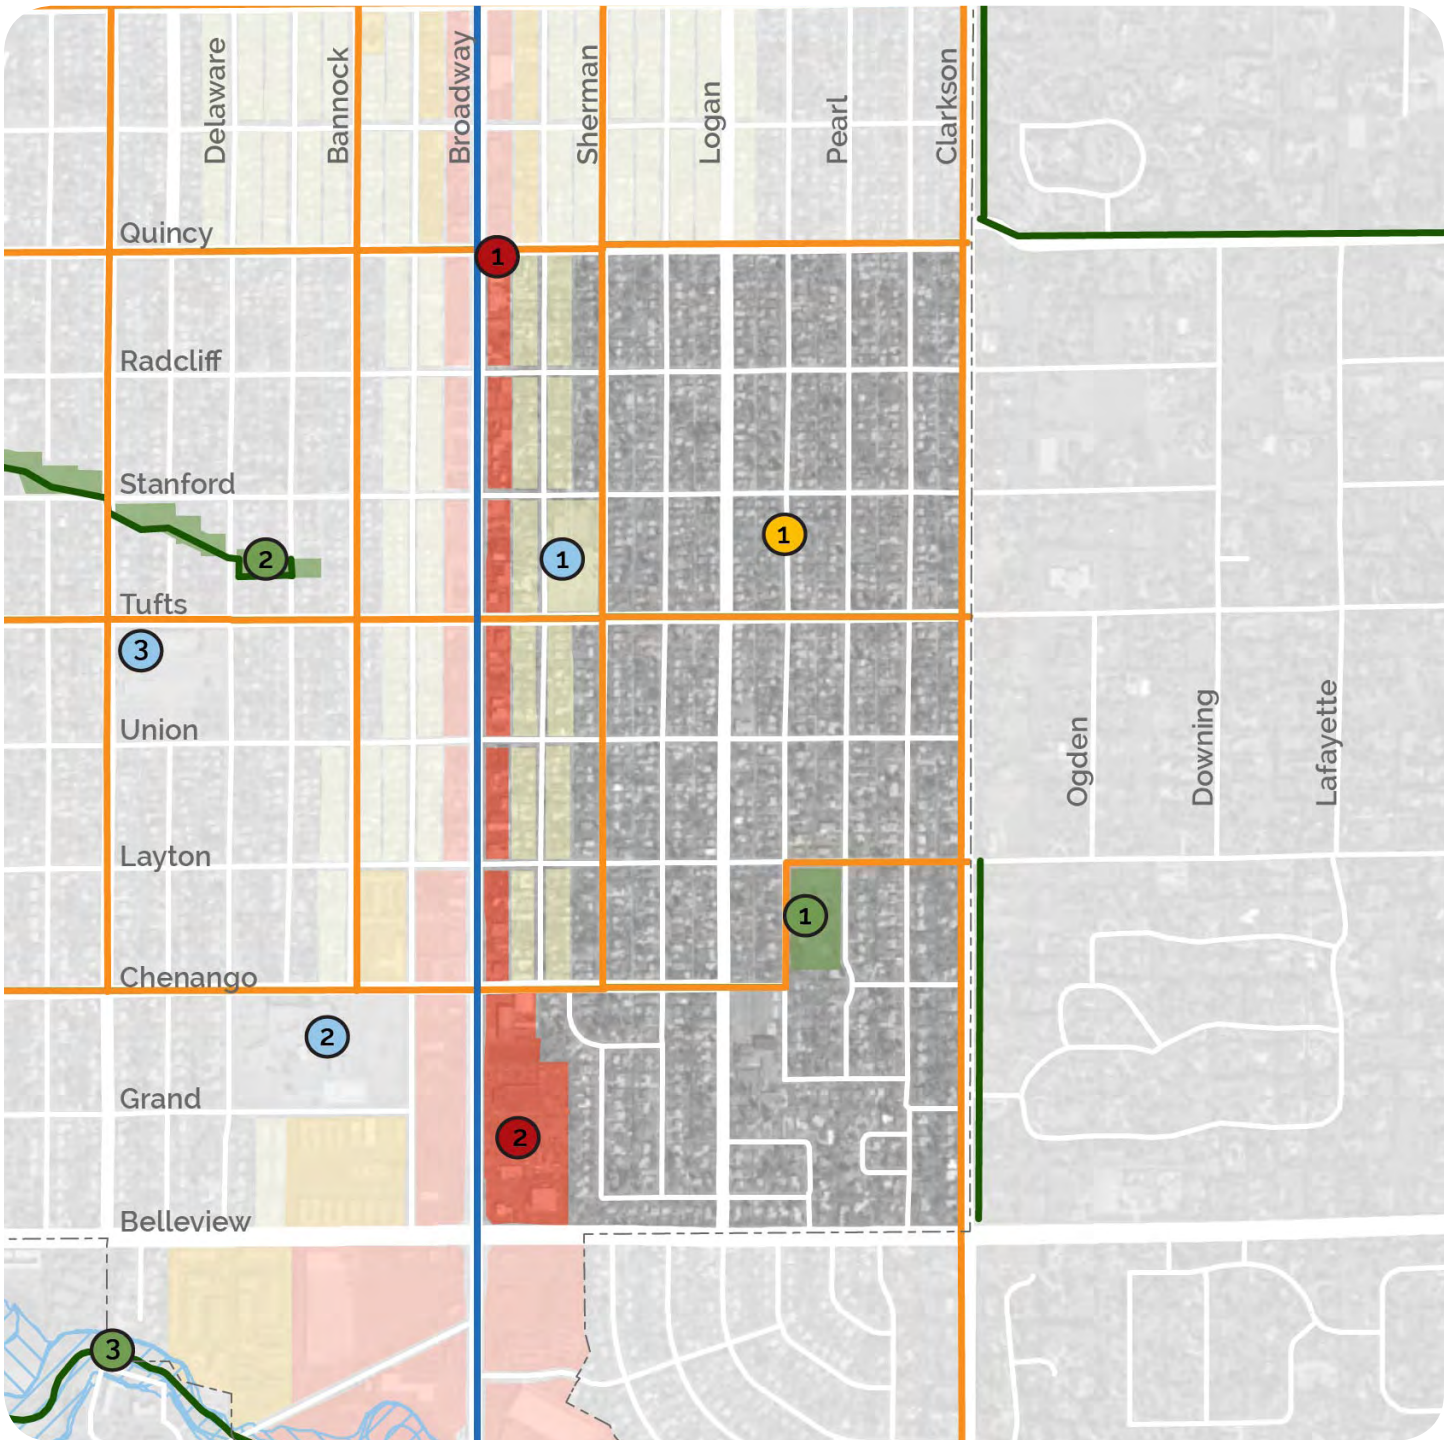 Delaware
Bannock
Broadway
Sherman
Logan
Pearl
Clarkson
Quincy
1
Radcliff
Stanford
2
1
1
Tufts
3
Union
Ogden
Downing
Lafayette
Layton
1
Chenango
2
Grand
2
Belleview
3